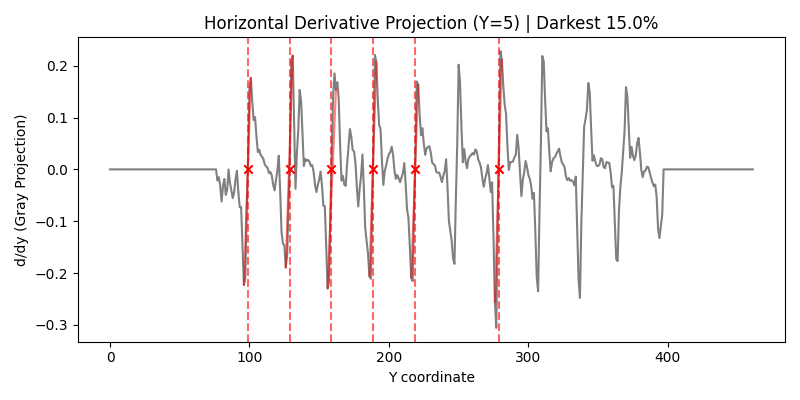 Horizontal Derivative Projection (Y=5) | Darkest 15.0%
0.2
0.1
0.0
−0.1
−0.2
−0.3
d/dy (Gray Projection)
0 100 200 300 400
Y coordinate